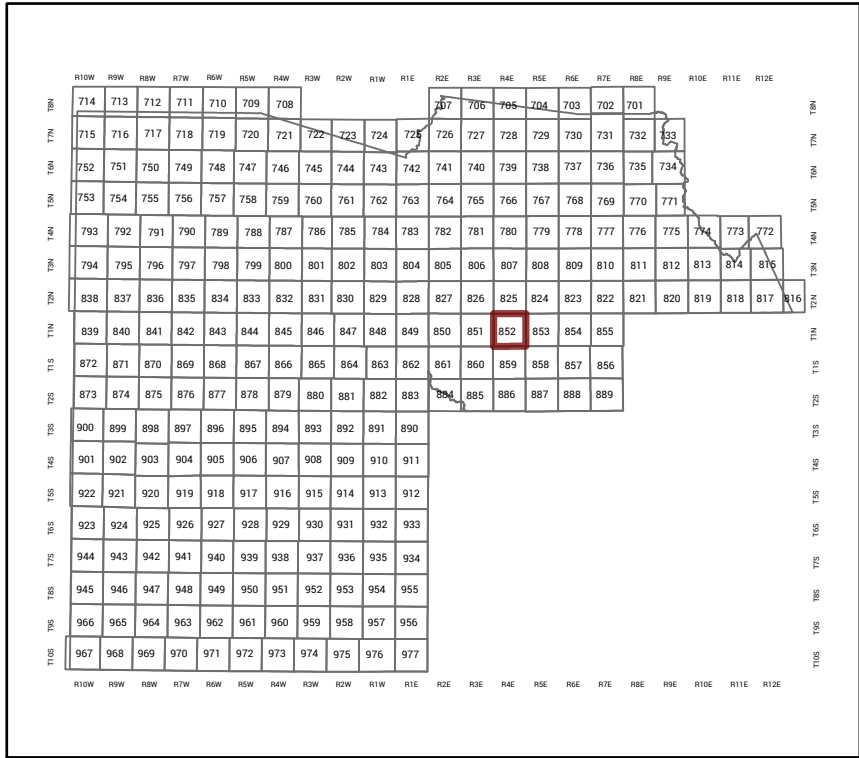 R10W R9W R8W R7W R6W R5W R4W R3W R2W R1W R1E R2E R3E R4E R5E R6E R7E R8E R9E R10E R11E R12E
T8N 714 713 712 711 710 709 708 707 706 705 704 703 702 701 T8N
T7N 715 716 717 718 719 720 721 722 723 724 725 726 727 728 729 730 731 732 733 T7N
T6N 752 751 750 749 748 747 746 745 744 743 742 741 740 739 738 737 736 735 734 T6N
T5N 753 754 755 756 757 758 759 760 761 762 763 764 765 766 767 768 769 770 771 T5N
T4N 793 792 791 790 789 788 787 786 785 784 783 782 781 780 779 778 777 776 775 774 773 772 T4N
T3N 794 795 796 797 798 799 800 801 802 803 804 805 806 807 808 809 810 811 812 813 814 815 T3N
T2N 838 837 836 835 834 833 832 831 830 829 828 827 826 825 824 823 822 821 820 819 818 817 816 T2N
T1N 839 840 841 842 843 844 845 846 847 848 849 850 851 852 853 854 855 T1N
T1S 872 871 870 869 868 867 866 865 864 863 862 861 860 859 858 857 856 T1S
T2S 873 874 875 876 877 878 879 880 881 882 883 884 885 886 887 888 889 T2S
T3S 900 899 898 897 896 895 894 893 892 891 890 T3S
T4S 901 902 903 904 905 906 907 908 909 910 911 T4S
T5S 922 921 920 919 918 917 916 915 914 913 912 T5S
T6S 923 924 925 926 927 928 929 930 931 932 933 T6S
T7S 944 943 942 941 940 939 938 937 936 935 934 T7S
T8S 945 946 947 948 949 950 951 952 953 954 955 T8S
T9S 966 965 964 963 962 961 960 959 958 957 956 T9S
T10S 967 968 969 970 971 972 973 974 975 976 977 T10S
R10W R9W R8W R7W R6W R5W R4W R3W R2W R1W R1E R2E R3E R4E R5E R6E R7E R8E R9E R10E R11E R12E